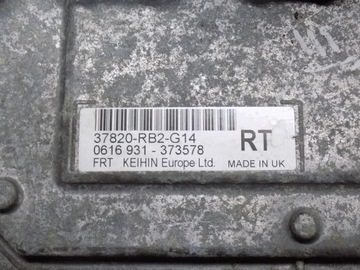 37820-RB2-G14
0616 931 - 373578
FRT KEIHIN Europe Ltd.
RT
MADE IN UK